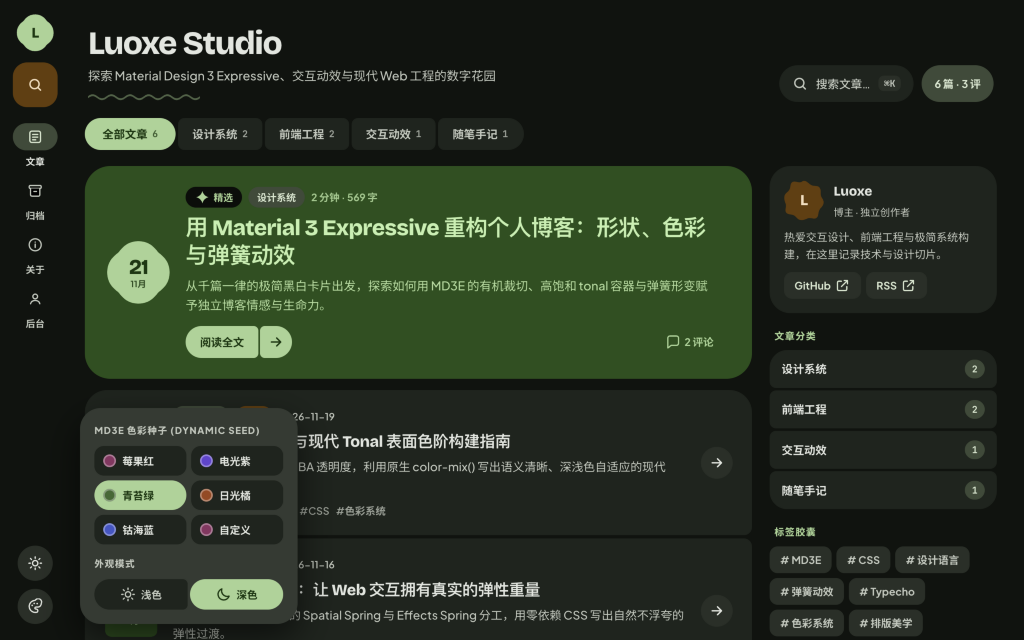 L
文章
归档
关于
后台
Luoxe Studio
探索 Material Design 3 Expressive、交互动效与现代 Web 工程的数字花园
搜索文章... ⌘K
6 篇 · 3 评
全部文章 6
设计系统 2
前端工程 2
交互动效 1
随笔手记 1
21
11月
精选 设计系统 2 分钟 · 569 字
用 Material 3 Expressive 重构个人博客：形状、色彩
与弹簧动效
从千篇一律的极简黑白卡片出发，探索如何用 MD3E 的有机裁切、高饱和 tonal 容器与弹簧形变赋
予独立博客情感与生命力。
阅读全文
2 评论
26-11-19
与现代 Tonal 表面色阶构建指南
BA 透明度，利用原生 color-mix() 写出语义清晰、深浅色自适应的现代
#CSS #色彩系统
6-11-16
：让 Web 交互拥有真实的弹性重量
的 Spatial Spring 与 Effects Spring 分工，用零依赖 CSS 写出自然不浮夸的
弹性过渡。
MD3E 色彩种子 (DYNAMIC SEED)
莓果红 电光紫
青苔绿 日光橘
钴海蓝 自定义
外观模式
浅色 深色
L
Luoxe
博主 · 独立创作者
热爱交互设计、前端工程与极简系统构
建，在这里记录技术与设计切片。
GitHub RSS
文章分类
设计系统 2
前端工程 2
交互动效 1
随笔手记 1
标签胶囊
# MD3E # CSS # 设计语言
# 弹簧动效 # Typecho
# 色彩系统 # 排版美学